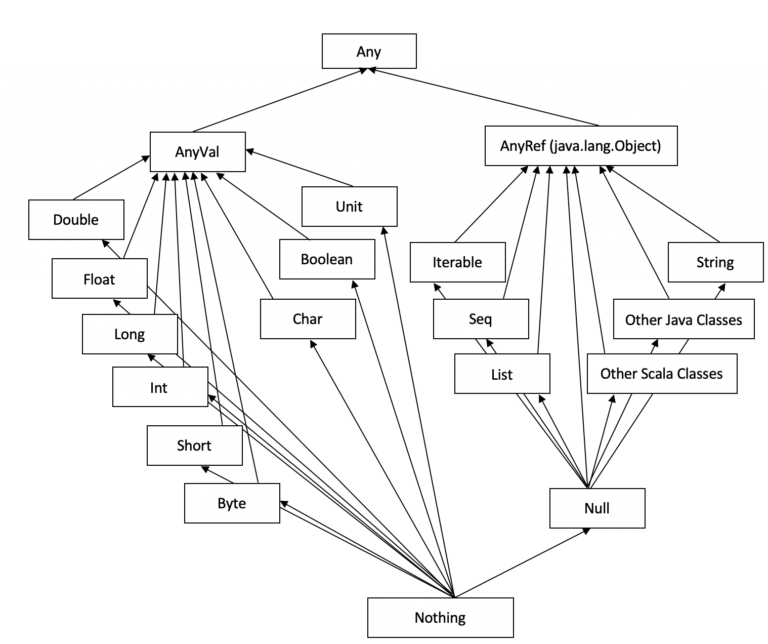 Any
AnyVal
AnyRef (java.lang.Object)
Double
Unit
Float
Boolean
Iterable
String
Long
Char
Seq
Other Java Classes
Int
List
Other Scala Classes
Short
Byte
Null
Nothing